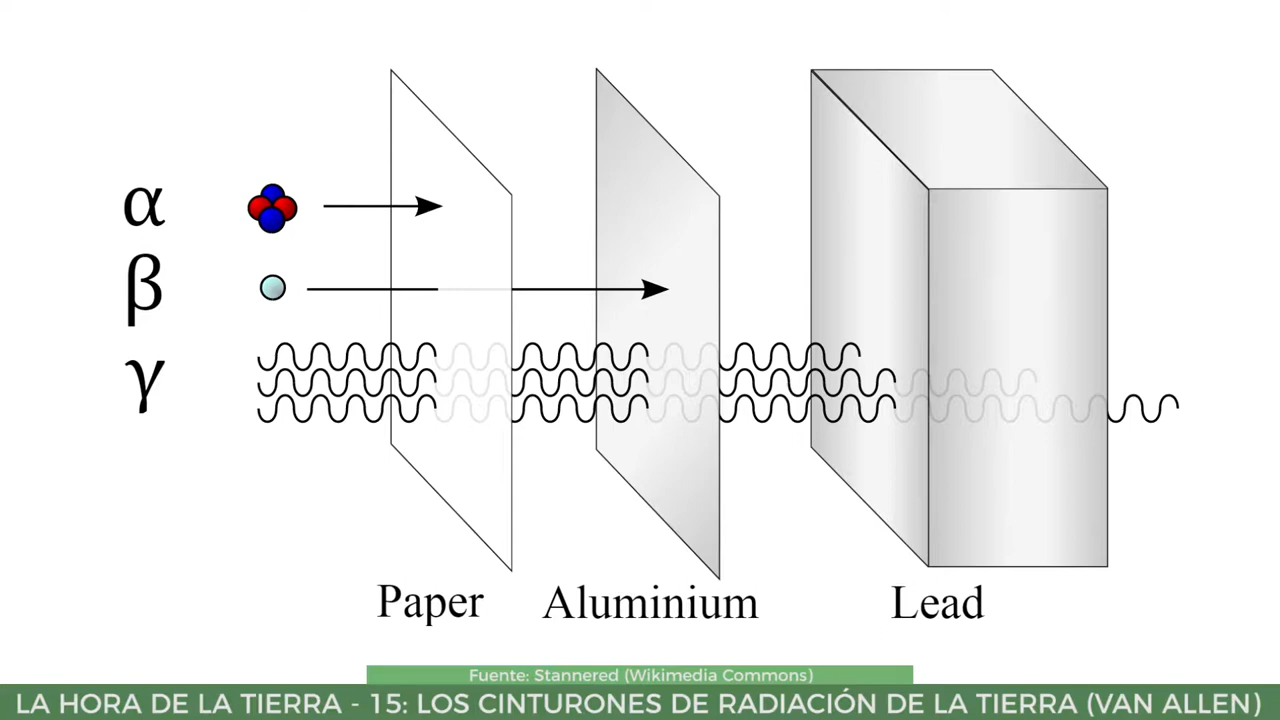 α
β
γ
Paper Aluminium Lead
Fuente: Stannered (Wikimedia Commons)
LA HORA DE LA TIERRA - 15: LOS CINTURONES DE RADIACIÓN DE LA TIERRA (VAN ALLEN)